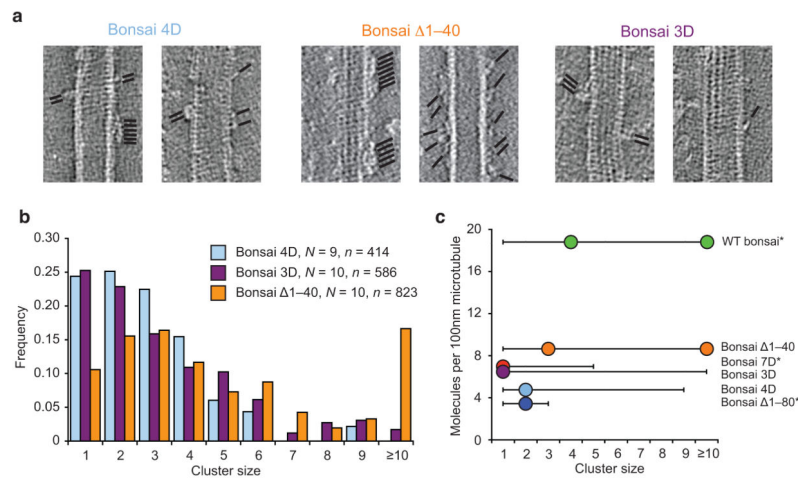 a
Bonsai 4D
Bonsai Δ1–40
Bonsai 3D
b
Frequency
0.30
0.25
0.20
0.15
0.10
0.05
0
Bonsai 4D, N = 9, n = 414
Bonsai 3D, N = 10, n = 586
Bonsai Δ1–40, N = 10, n = 823
1 2 3 4 5 6 7 8 9 ≥10
Cluster size
c
Molecules per 100nm microtubule
20
16
12
8
4
0
WT bonsai*
Bonsai Δ1–40
Bonsai 7D*
Bonsai 3D
Bonsai 4D
Bonsai Δ1–80*
1 2 3 4 5 6 7 8 9 ≥10
Cluster size